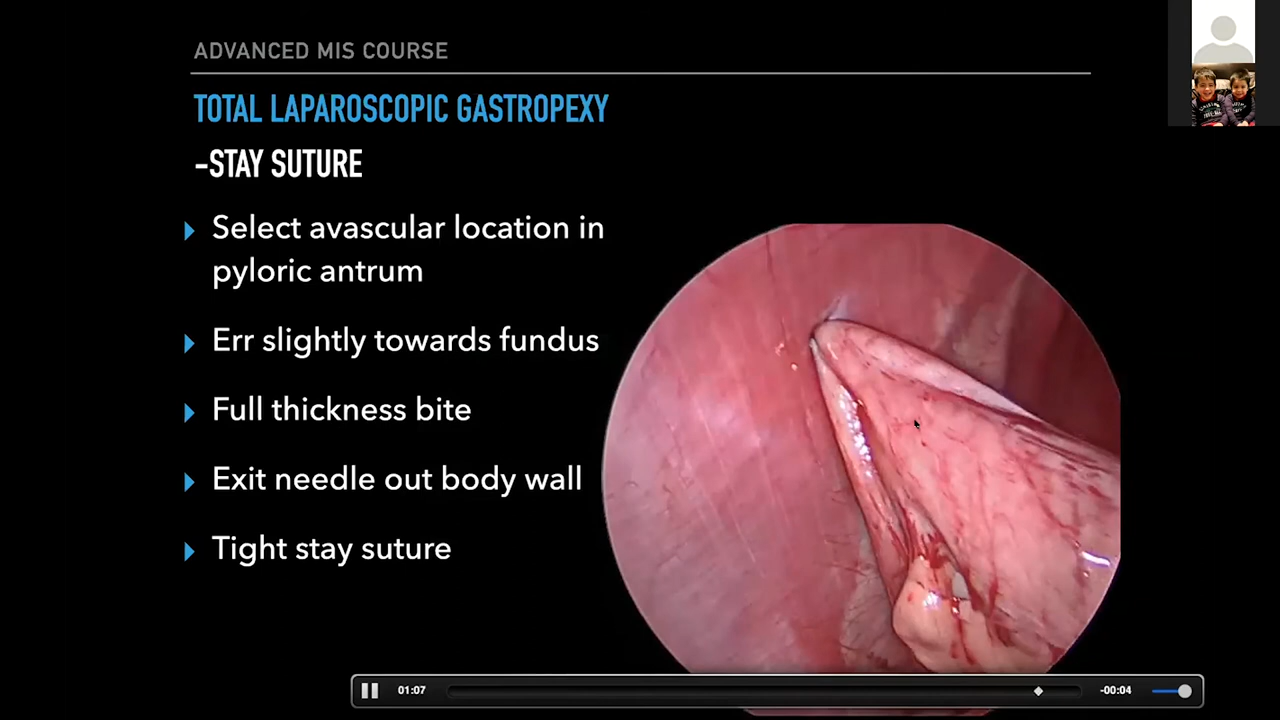 ADVANCED MIS COURSE
TOTAL LAPAROSCOPIC GASTROPEXY
-STAY SUTURE
Select avascular location in
pyloric antrum
Err slightly towards fundus
Full thickness bite
Exit needle out body wall
Tight stay suture
01:07
-00:04